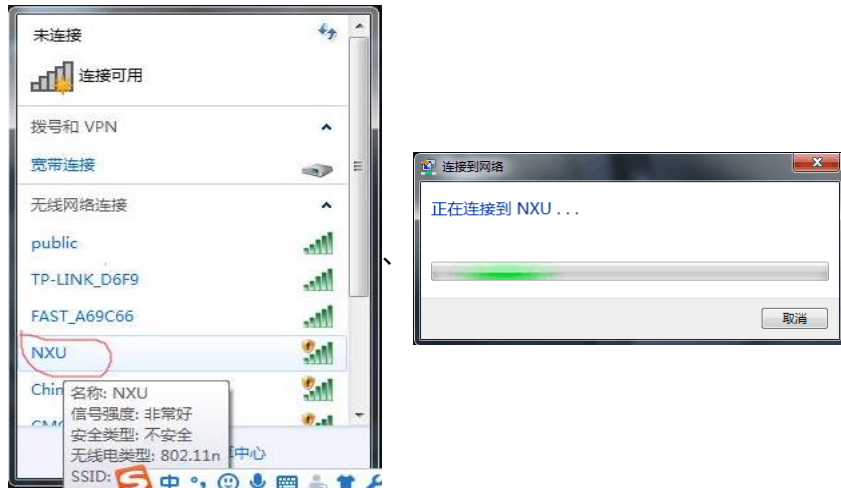 未连接
连接可用
拨号和 VPN
宽带连接
无线网络连接
public
TP-LINK_D6F9
FAST_A69C66
NXU
Chin
名称: NXU
信号强度: 非常好
安全类型: 不安全
无线电类型: 802.11n
中心
SSID:
中
、
连接到网络
正在连接到 NXU . . .
取消